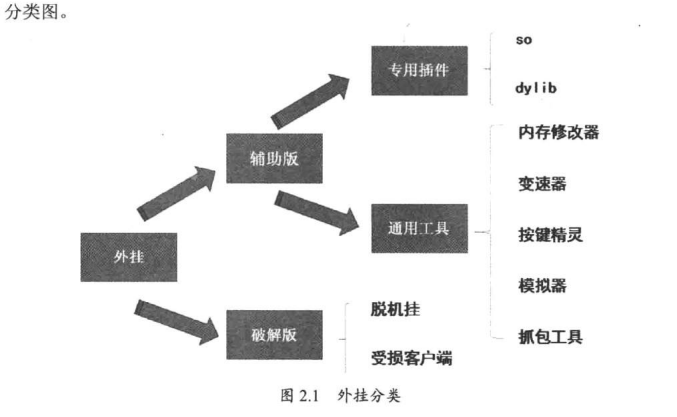 分类图。
so
专用插件
dylib
辅助版
内存修改器
变速器
通用工具
按键精灵
外挂
模拟器
脱机挂
破解版
抓包工具
受损客户端
图 2.1 外挂分类